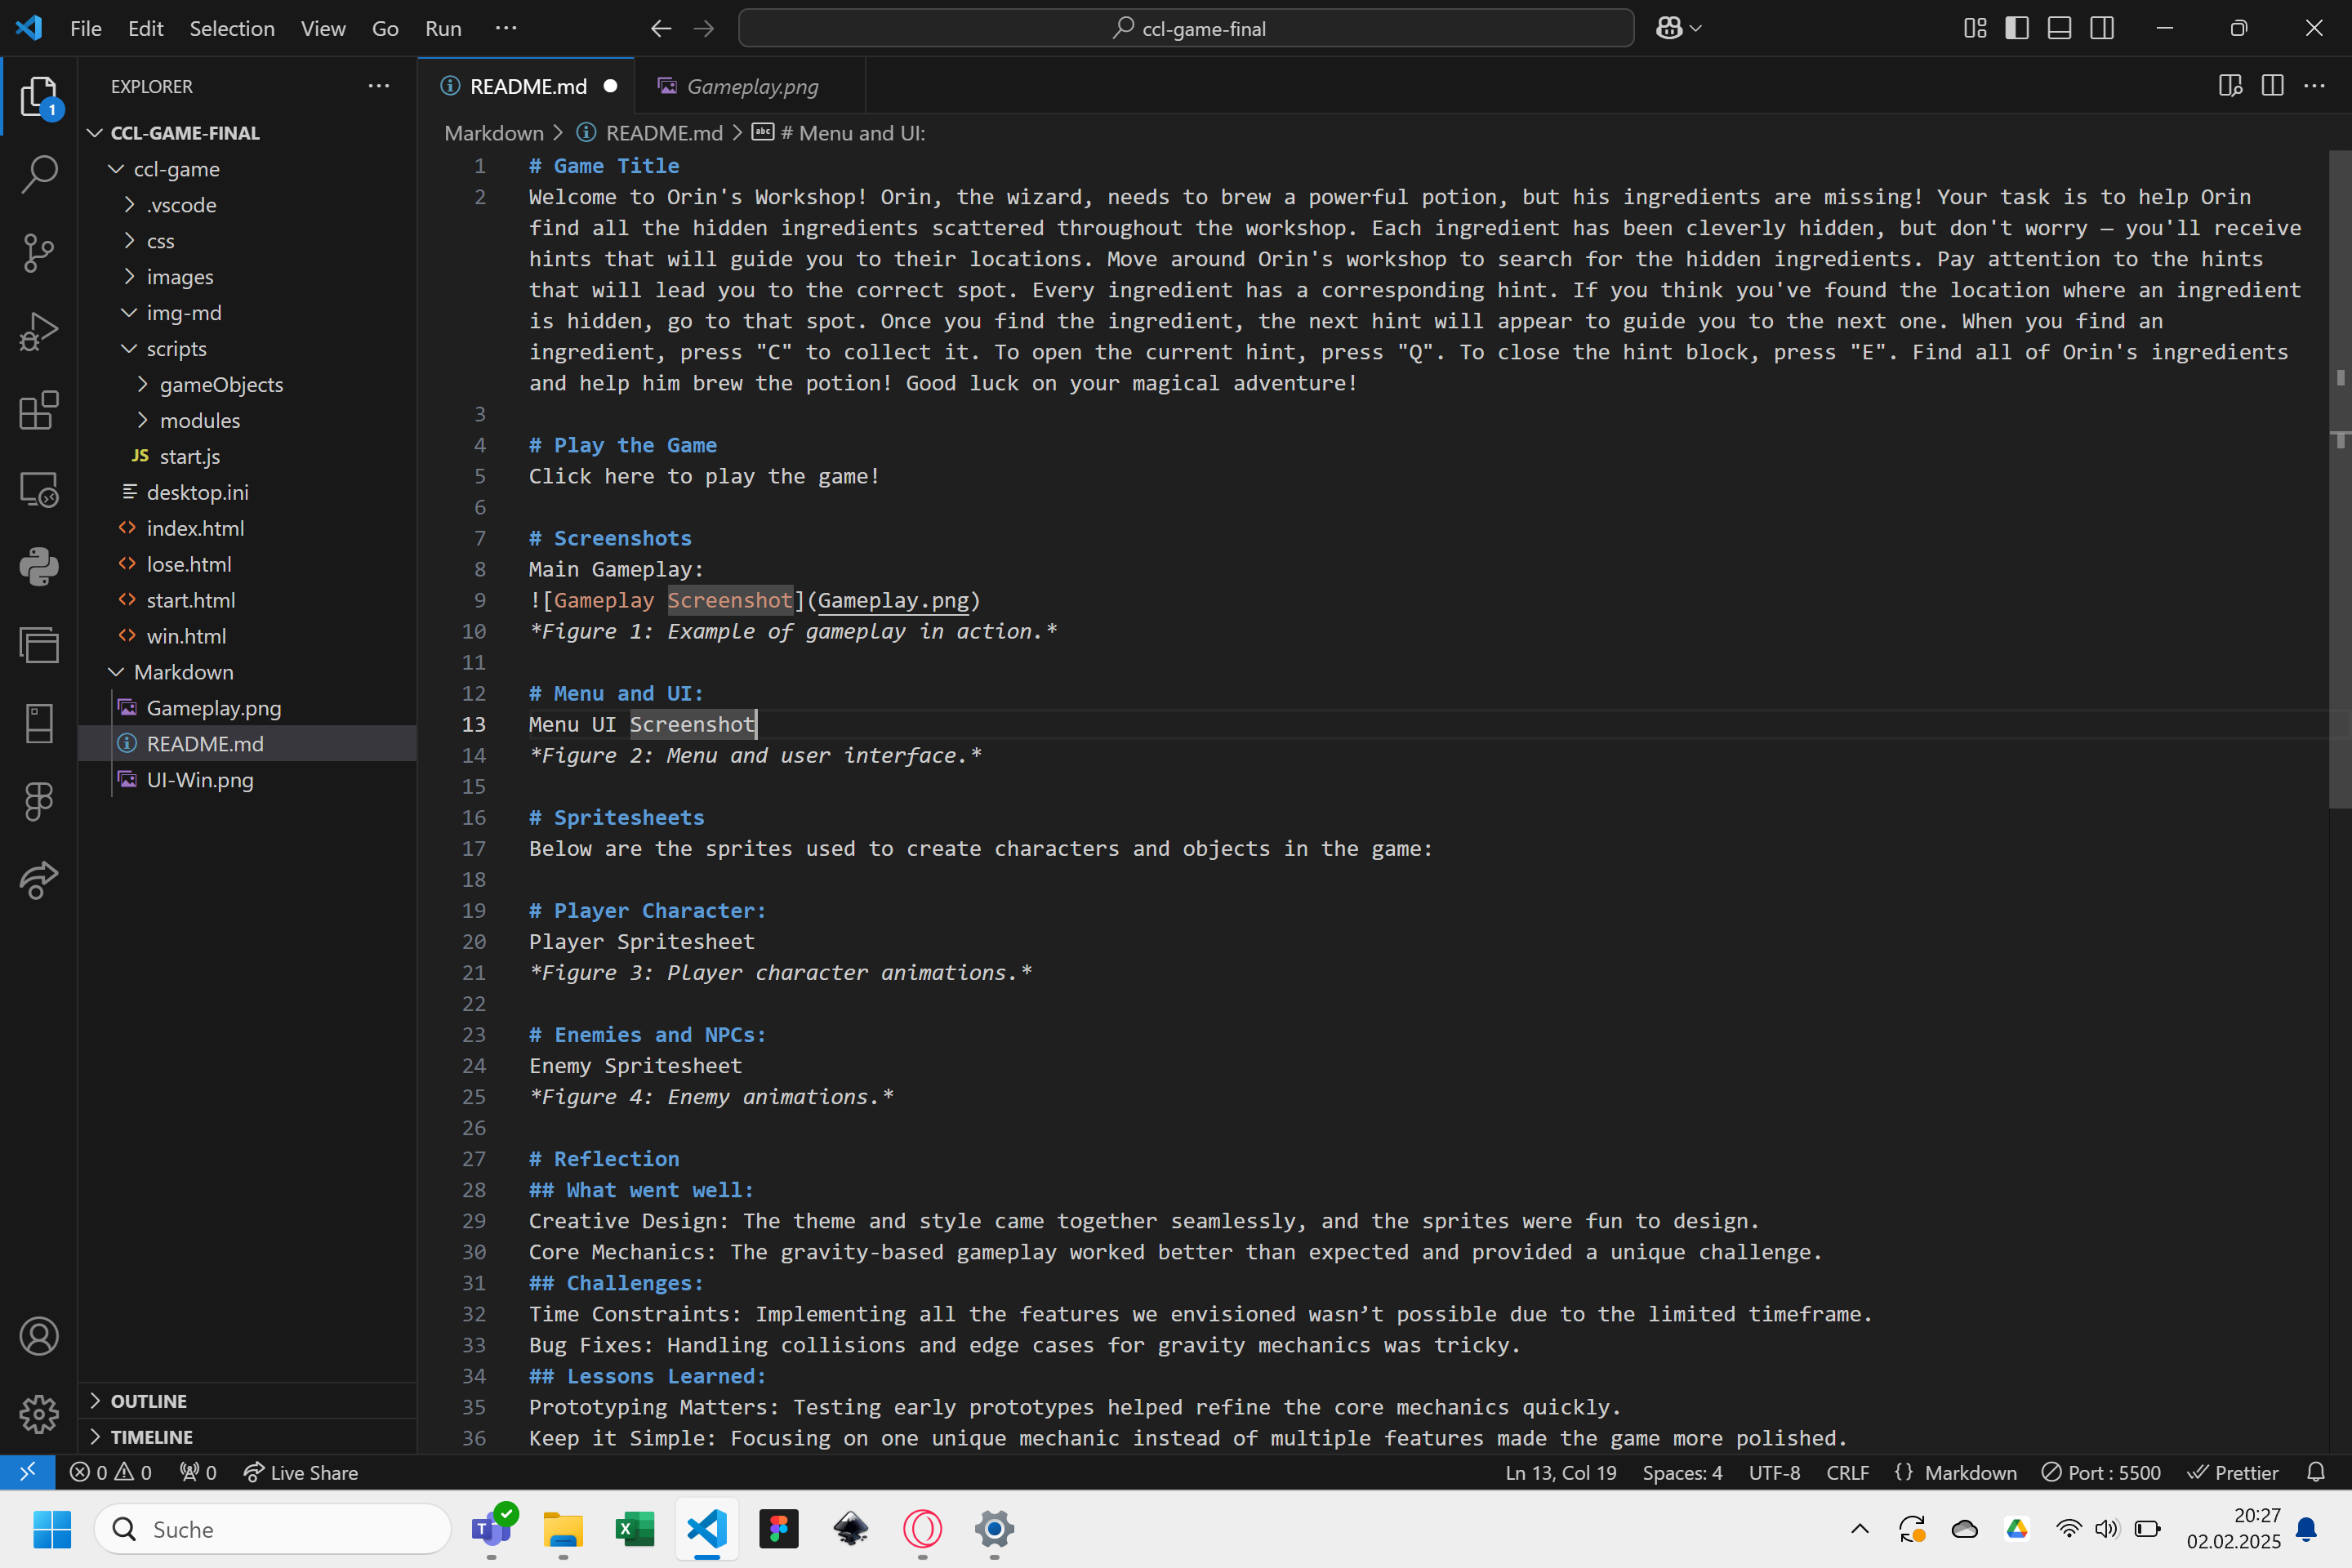 File Edit Selection View Go Run ··· ccl-game-final
EXPLORER ···
1
CCL-GAME-FINAL
ccl-game
.vscode
css
images
img-md
scripts
gameObjects
modules
JS start.js
desktop.ini
index.html
lose.html
start.html
win.html
Markdown
Gameplay.png
README.md
UI-Win.png
OUTLINE
TIMELINE
README.md Gameplay.png
Markdown > README.md > abc # Menu and UI:
1 # Game Title
2 Welcome to Orin's Workshop! Orin, the wizard, needs to brew a powerful potion, but his ingredients are missing! Your task is to help Orin
find all the hidden ingredients scattered throughout the workshop. Each ingredient has been cleverly hidden, but don't worry — you'll receive
hints that will guide you to their locations. Move around Orin's workshop to search for the hidden ingredients. Pay attention to the hints
that will lead you to the correct spot. Every ingredient has a corresponding hint. If you think you've found the location where an ingredient
is hidden, go to that spot. Once you find the ingredient, the next hint will appear to guide you to the next one. When you find an
ingredient, press "C" to collect it. To open the current hint, press "Q". To close the hint block, press "E". Find all of Orin's ingredients
and help him brew the potion! Good luck on your magical adventure!
3
4 # Play the Game
5 Click here to play the game!
6
7 # Screenshots
8 Main Gameplay:
9 ![Gameplay Screenshot](Gameplay.png)
10 *Figure 1: Example of gameplay in action.*
11
12 # Menu and UI:
13 Menu UI Screenshot
14 *Figure 2: Menu and user interface.*
15
16 # Spritesheets
17 Below are the sprites used to create characters and objects in the game:
18
19 # Player Character:
20 Player Spritesheet
21 *Figure 3: Player character animations.*
22
23 # Enemies and NPCs:
24 Enemy Spritesheet
25 *Figure 4: Enemy animations.*
26
27 # Reflection
28 ## What went well:
29 Creative Design: The theme and style came together seamlessly, and the sprites were fun to design.
30 Core Mechanics: The gravity-based gameplay worked better than expected and provided a unique challenge.
31 ## Challenges:
32 Time Constraints: Implementing all the features we envisioned wasn’t possible due to the limited timeframe.
33 Bug Fixes: Handling collisions and edge cases for gravity mechanics was tricky.
34 ## Lessons Learned:
35 Prototyping Matters: Testing early prototypes helped refine the core mechanics quickly.
36 Keep it Simple: Focusing on one unique mechanic instead of multiple features made the game more polished.
0 0 0 Live Share Ln 13, Col 19 Spaces: 4 UTF-8 CRLF {} Markdown Port : 5500 Prettier
Suche
20:27
02.02.2025